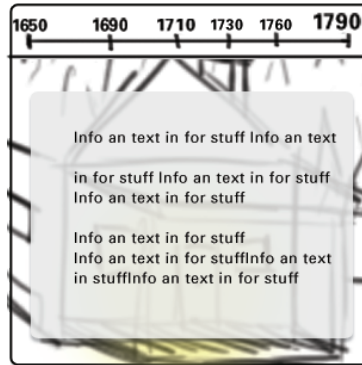 1650 1690 1710 1730 1760 1790
Info an text in for stuff Info an text
in for stuff Info an text in for stuff
Info an text in for stuff
Info an text in for stuff
Info an text in for stuffInfo an text
in stuffInfo an text in for stuff